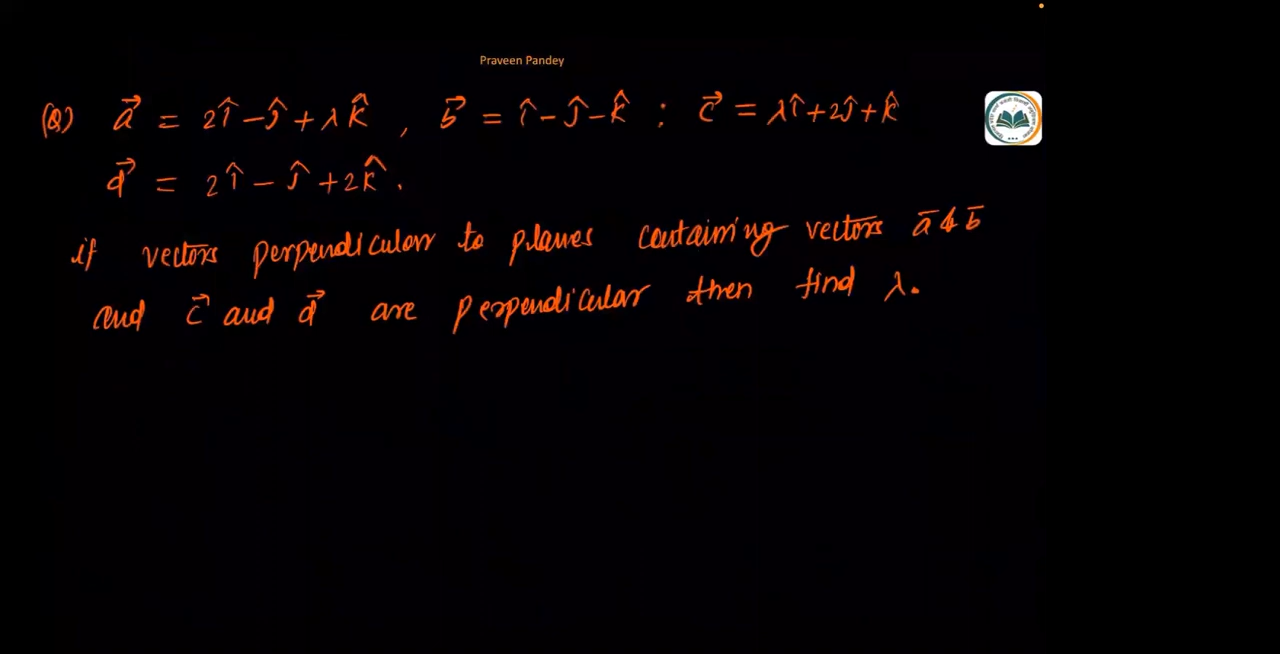 Praveen Pandey
(Q) a⃗ = 2î - ĵ + λk̂ , b⃗ = î - ĵ - k̂ : c⃗ = λî + 2ĵ + k̂
d⃗ = 2î - ĵ + 2k̂ .
if vectors perpendicular to planes containing vectors a̅ & b̅
and c⃗ and d⃗ are perpendicular then find λ.